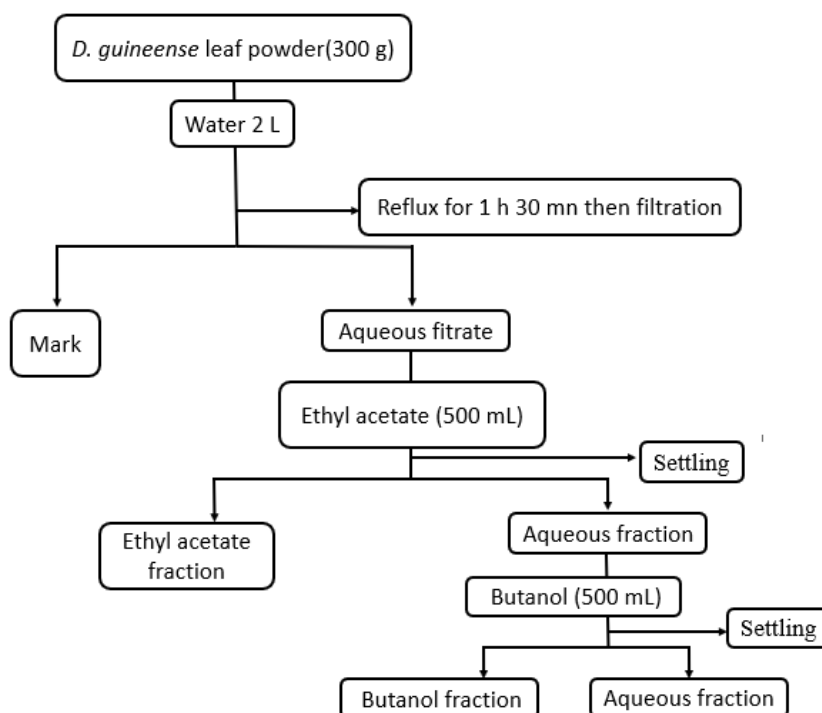 D. guineense leaf powder(300 g)
Water 2 L
Reflux for 1 h 30 mn then filtration
Mark
Aqueous fitrate
Ethyl acetate (500 mL)
Settling
Ethyl acetate
fraction
Aqueous fraction
Butanol (500 mL)
Settling
Butanol fraction
Aqueous fraction